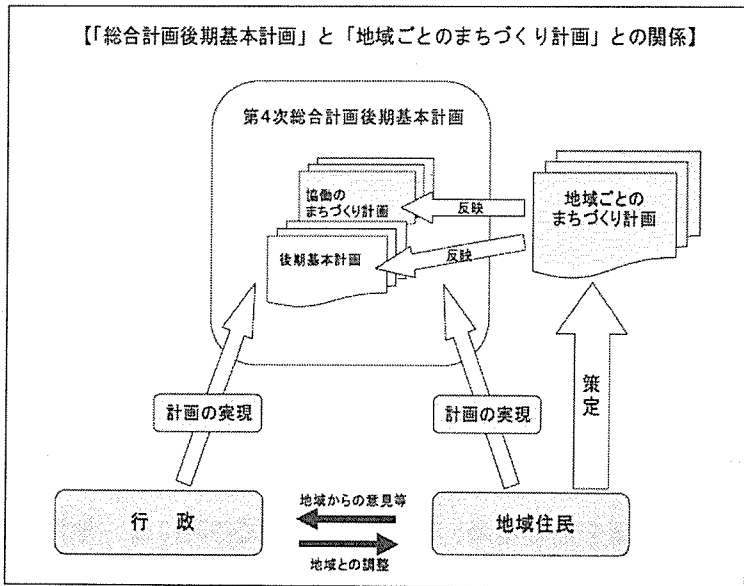 【「総合計画後期基本計画」と「地域ごとのまちづくり計画」との関係】
第4次総合計画後期基本計画
協働の
まちづくり計画
反映
地域ごとの
まちづくり計画
後期基本計画
反映
計画の実現
計画の実現
策定
行 政
地域からの意見等
地域との調整
地域住民